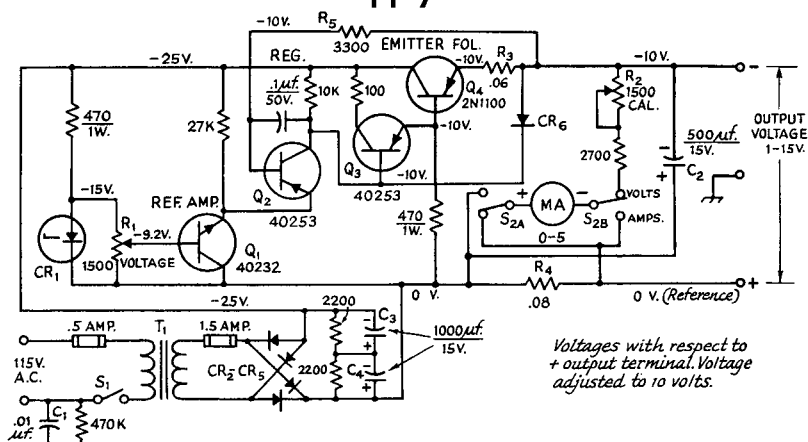 -10V.
R5
3300
EMITTER FOL.
-25V.
REG.
-10V.
R3
.06
-10V.
-
470
1W.
27K
.1µf.
50V.
10K
100
Q4
2N1100
R2
1500
CAL.
CR6
OUTPUT
VOLTAGE
1-15V.
-15V.
Q2
40253
Q3
40253
-10V.
-10V.
2700
500µf.
15V.
-
+
C2
REF. AMP.
R1
-9.2V.
1500
VOLTAGE
CR1
Q1
40232
470
1W.
+
MA
-
S2A
0-5
S2B
VOLTS
AMPS.
R4
.08
0 V.
0 V. (Reference)
+
-25V.
.5 AMP.
T1
1.5 AMP.
2200
C3
-
+
1000µf.
15V.
115V.
A.C.
S1
CR2-CR5
2200
C4
-
+
C1
.01
µf.
470K
Voltages with respect to
+ output terminal. Voltage
adjusted to 10 volts.